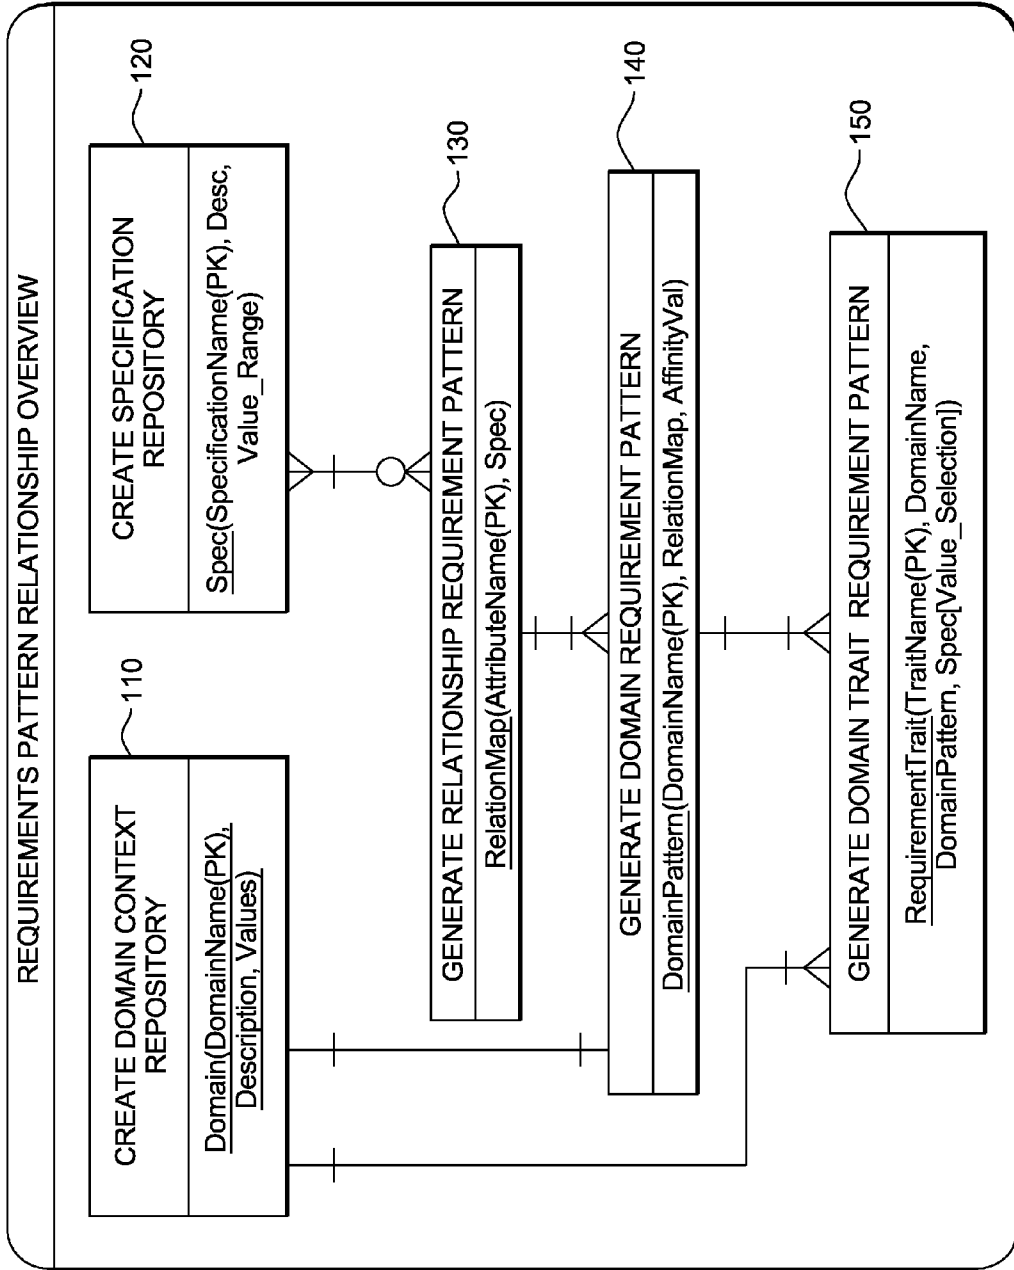 REQUIREMENTS PATTERN RELATIONSHIP OVERVIEW
110
CREATE DOMAIN CONTEXT
REPOSITORY
Domain(DomainName(PK),
Description, Values)
120
CREATE SPECIFICATION
REPOSITORY
Spec(SpecificationName(PK), Desc,
Value_Range)
130
GENERATE RELATIONSHIP REQUIREMENT PATTERN
RelationMap(AttributeName(PK), Spec)
140
GENERATE DOMAIN REQUIREMENT PATTERN
DomainPattern(DomainName(PK), RelationMap, AffinityVal)
150
GENERATE DOMAIN TRAIT REQUIREMENT PATTERN
RequirementTrait(TraitName(PK), DomainName,
DomainPattern, Spec[Value_Selection])